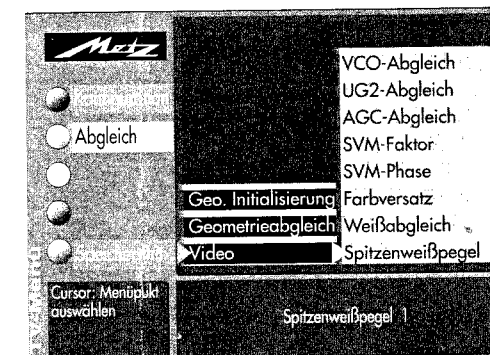 Metz
Abgleich
VCO-Abgleich
UG2-Abgleich
AGC-Abgleich
SVM-Faktor
SVM-Phase
Geo. Initialisierung
Farbversatz
Geometrieabgleich
Weißabgleich
Video
Spitzenweißpegel
Cursor: Menüpukt
auswählen
Spitzenweißpegel 1